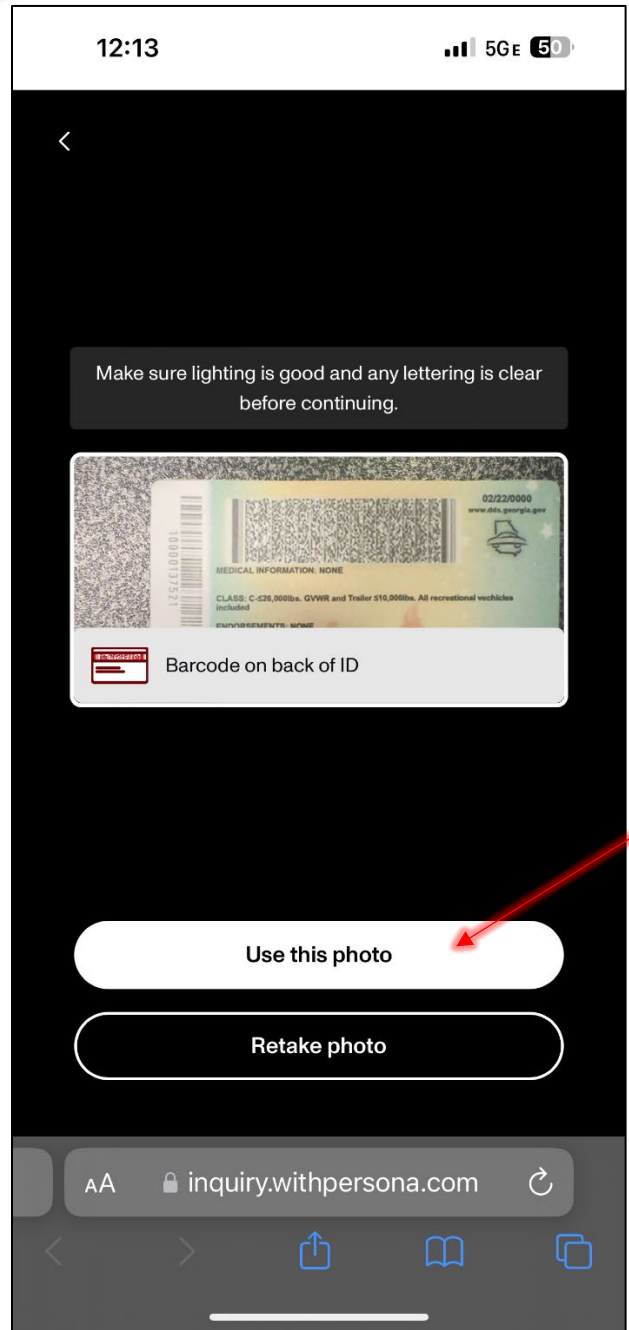 12:13
5GE 50
Make sure lighting is good and any lettering is clear
before continuing.
02/22/0000
www.dds.georgia.gov
10000137521
MEDICAL INFORMATION: NONE
CLASS: C-≤26,000lbs. GVWR and Trailer ≤10,000lbs. All recreational vechicles
included
ENDORSEMENTS: NONE
Barcode on back of ID
Use this photo
Retake photo
AA inquiry.withpersona.com